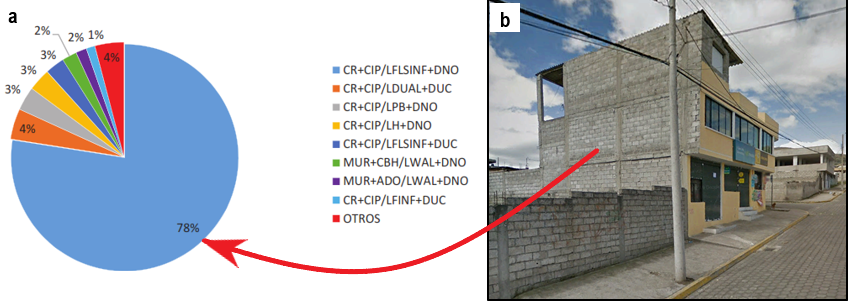 a
b
2%
2%
1%
3%
3%
3%
4%
4%
78%
CR+CIP/LFLSINF+DNO
CR+CIP/LDUAL+DUC
CR+CIP/LPB+DNO
CR+CIP/LH+DNO
CR+CIP/LFLSINF+DUC
MUR+CBH/LWAL+DNO
MUR+ADO/LWAL+DNO
CR+CIP/LFINF+DUC
OTROS